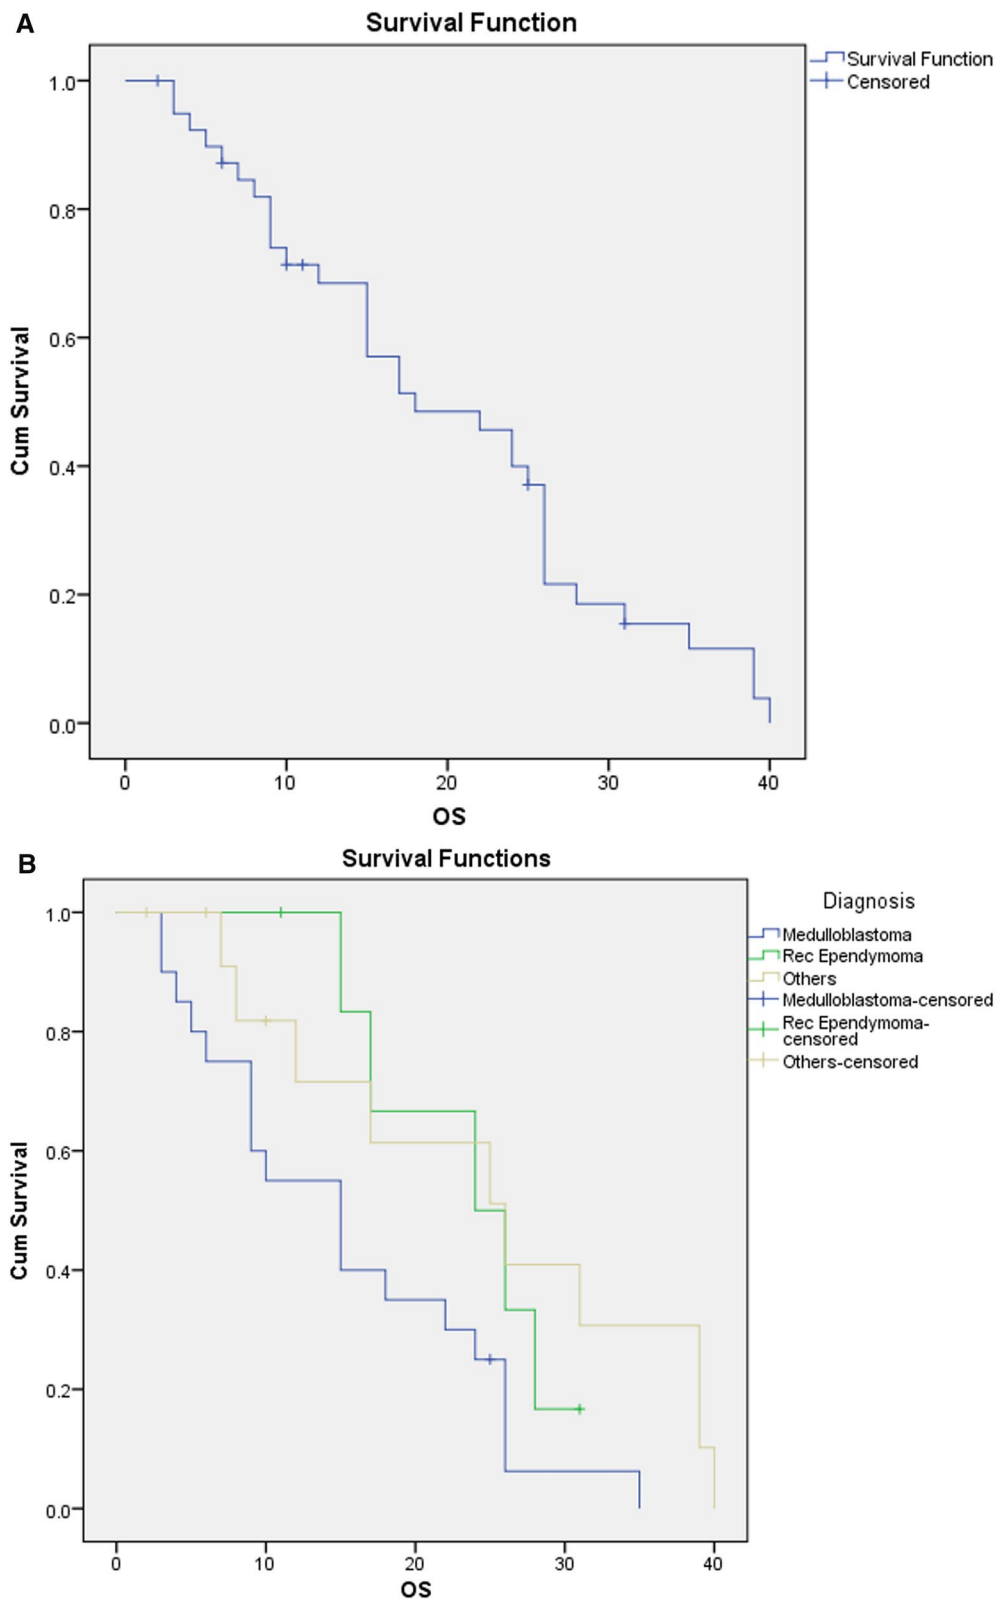 A
Survival Function
Survival Function
Censored
1.0
0.8
0.6
0.4
0.2
0.0
Cum Survival
0 10 20 30 40
OS
B
Survival Functions
Diagnosis
Medulloblastoma
Rec Ependymoma
Others
Medulloblastoma-censored
Rec Ependymoma-
censored
Others-censored
1.0
0.8
0.6
0.4
0.2
0.0
Cum Survival
0 10 20 30 40
OS